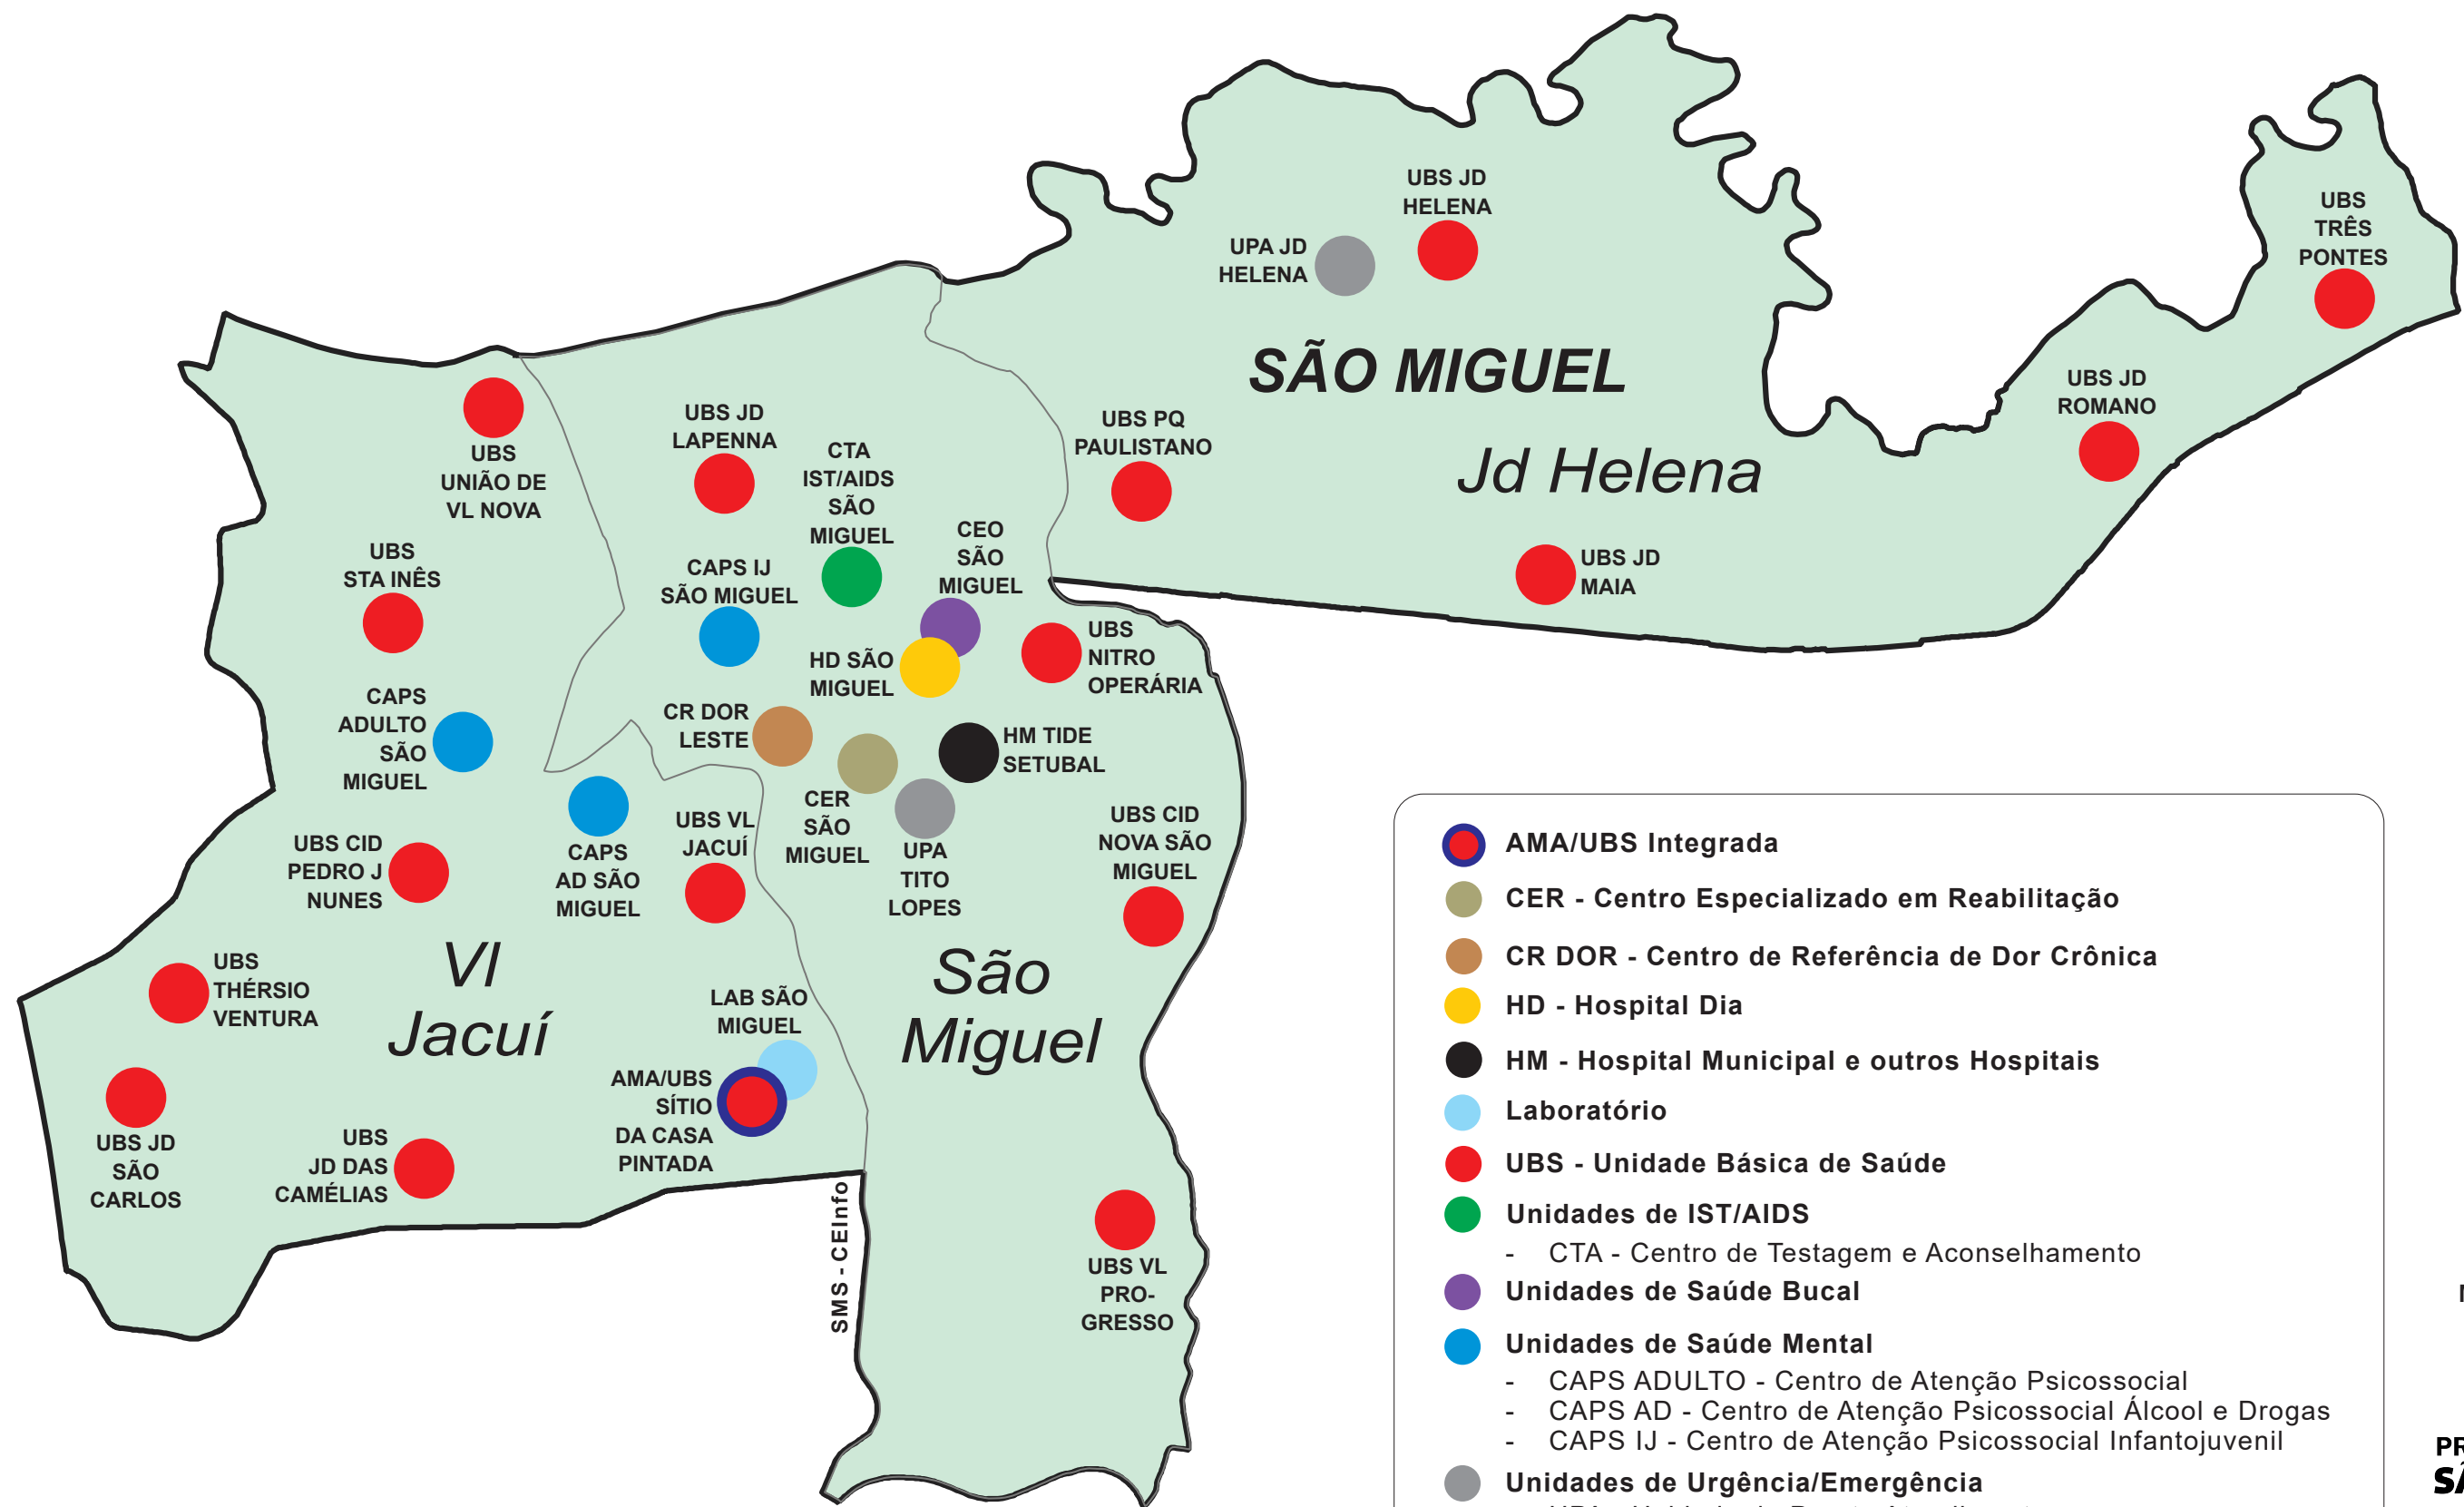 UBS JD
HELENA
UPA JD
HELENA
UBS
TRÊS
PONTES
SÃO MIGUEL
UBS JD
ROMANO
UBS PQ
PAULISTANO
Jd Helena
UBS JD
MAIA
UBS
UNIÃO DE
VL NOVA
UBS JD
LAPENNA
CTA
IST/AIDS
SÃO
MIGUEL
CEO
SÃO
MIGUEL
UBS
STA INÊS
CAPS IJ
SÃO MIGUEL
HD SÃO
MIGUEL
UBS
NITRO
OPERÁRIA
CAPS
ADULTO
SÃO
MIGUEL
CR DOR
LESTE
HM TIDE
SETUBAL
CER
SÃO
MIGUEL
UPA
TITO
LOPES
UBS CID
NOVA SÃO
MIGUEL
UBS CID
PEDRO J
NUNES
CAPS
AD SÃO
MIGUEL
UBS VL
JACUÍ
UBS
THÉRSIO
VENTURA
Vl
Jacuí
São
Miguel
LAB SÃO
MIGUEL
AMA/UBS
SÍTIO
DA CASA
PINTADA
UBS JD
SÃO
CARLOS
UBS
JD DAS
CAMÉLIAS
UBS VL
PRO-
GRESSO
SMS - CEInfo
AMA/UBS Integrada
CER - Centro Especializado em Reabilitação
CR DOR - Centro de Referência de Dor Crônica
HD - Hospital Dia
HM - Hospital Municipal e outros Hospitais
Laboratório
UBS - Unidade Básica de Saúde
Unidades de IST/AIDS
- CTA - Centro de Testagem e Aconselhamento
Unidades de Saúde Bucal
Unidades de Saúde Mental
- CAPS ADULTO - Centro de Atenção Psicossocial
- CAPS AD - Centro de Atenção Psicossocial Álcool e Drogas
- CAPS IJ - Centro de Atenção Psicossocial Infantojuvenil
Unidades de Urgência/Emergência